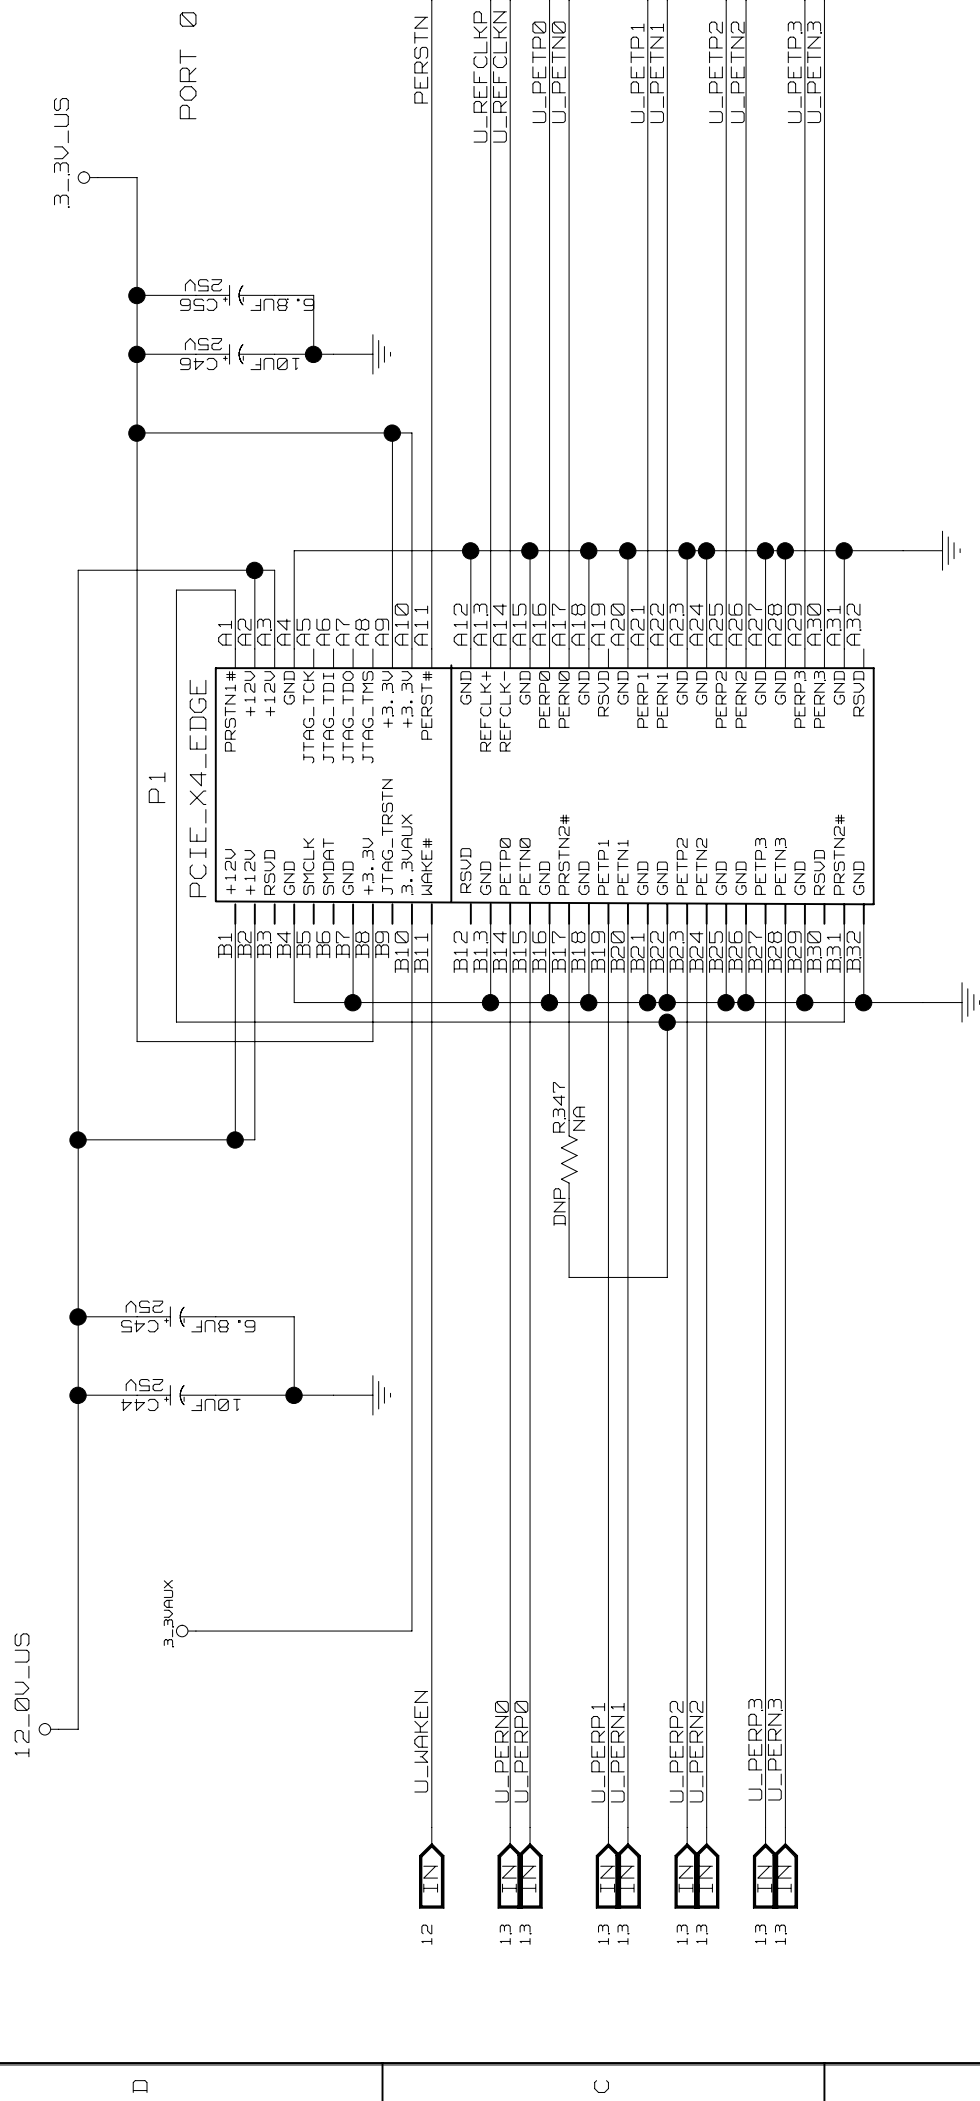 PORT 0
3_3V_US
12_0V_US
3_3VAUX
C56
25V
6.8UF
C46
25V
10UF
C45
25V
6.8UF
C44
25V
10UF
P1
PCIE_X4_EDGE
B1 +12V PRSTN1# A1
B2 +12V +12V A2
B3 RSVD +12V A3
B4 GND GND A4
B5 SMCLK JTAG_TCK A5
B6 SMDAT JTAG_TDI A6
B7 GND JTAG_TDO A7
B8 +3.3V JTAG_TMS A8
B9 JTAG_TRSTN +3.3V A9
B10 3.3VAUX +3.3V A10
B11 WAKE# PERST# A11
B12 RSVD GND A12
B13 GND REFCLK+ A13
B14 PETP0 REFCLK- A14
B15 PETN0 GND A15
B16 GND PERP0 A16
B17 PRSTN2# PERN0 A17
B18 GND GND A18
B19 PETP1 RSVD A19
B20 PETN1 GND A20
B21 GND PERP1 A21
B22 GND PERN1 A22
B23 PETP2 GND A23
B24 PETN2 GND A24
B25 GND PERP2 A25
B26 GND PERN2 A26
B27 PETP3 GND A27
B28 PETN3 GND A28
B29 GND PERP3 A29
B30 RSVD PERN3 A30
B31 PRSTN2# GND A31
B32 GND RSVD A32
PERSTN
U_REFCLKP
U_REFCLKN
U_PETP0
U_PETN0
U_PETP1
U_PETN1
U_PETP2
U_PETN2
U_PETP3
U_PETN3
DNP R347
NA
12 IN U_WAKEN
13 IN U_PERN0
13 IN U_PERP0
13 IN U_PERP1
13 IN U_PERN1
13 IN U_PERP2
13 IN U_PERN2
13 IN U_PERP3
13 IN U_PERN3
D
C